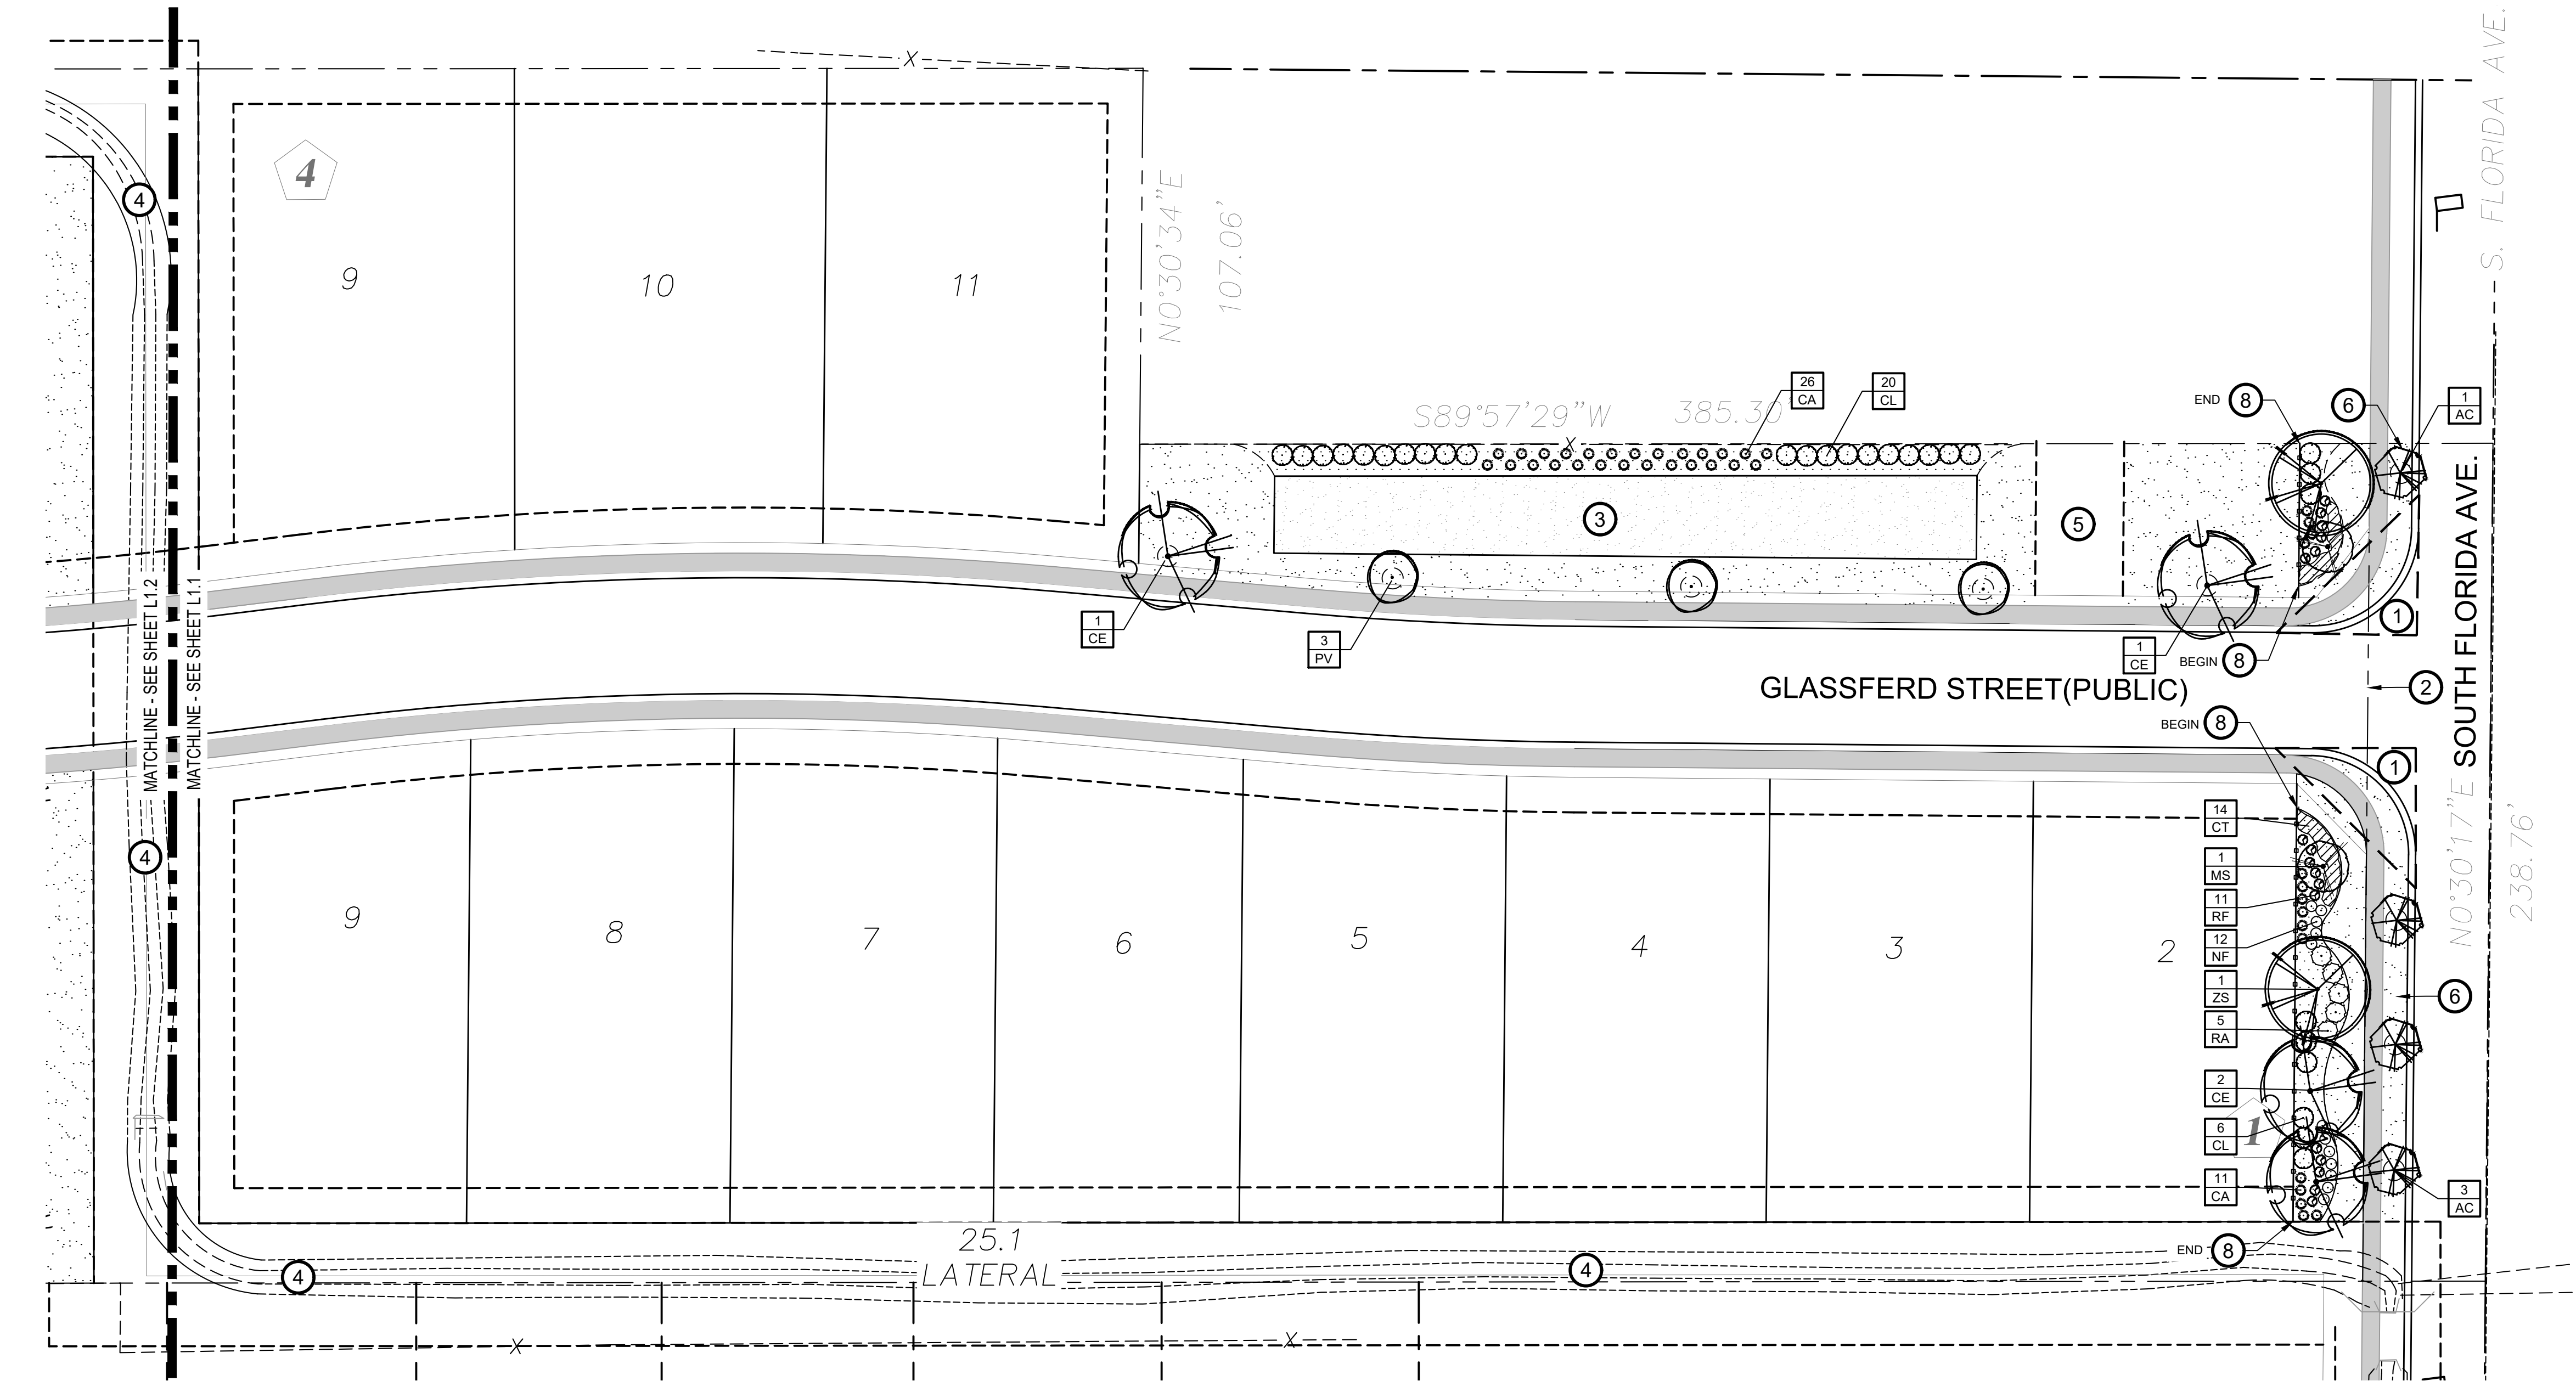 X
4
4
9
10
11
N0°30'34"E
107.06'
S. FLORIDA AVE.
S89°57'29"W 385.30'
X
26
CA
20
CL
END 8
6
1
AC
3
5
1
CE
3
PV
1
CE
BEGIN 8
1
MATCHLINE - SEE SHEET L1.2
MATCHLINE - SEE SHEET L1.1
GLASSFERD STREET(PUBLIC)
2
SOUTH FLORIDA AVE.
BEGIN 8
1
N0°30'17"E
238.76'
4
14
CT
1
MS
11
RF
12
NF
1
ZS
5
RA
2
CE
6
CL
11
CA
9
8
7
6
5
4
3
2
6
1
3
AC
25.1
LATERAL
END 8
4
4
X
X